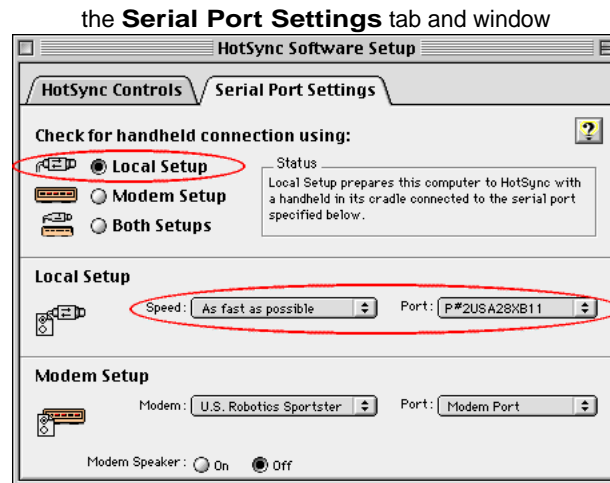 the Serial Port Settings tab and window
HotSync Software Setup
HotSync Controls
Serial Port Settings
Check for handheld connection using:
Local Setup
Modem Setup
Both Setups
Status
Local Setup prepares this computer to HotSync with
a handheld in its cradle connected to the serial port
specified below.
Local Setup
Speed: As fast as possible
Port: P#2USA28XB11
Modem Setup
Modem: U.S. Robotics Sportster
Port: Modem Port
Modem Speaker: On Off